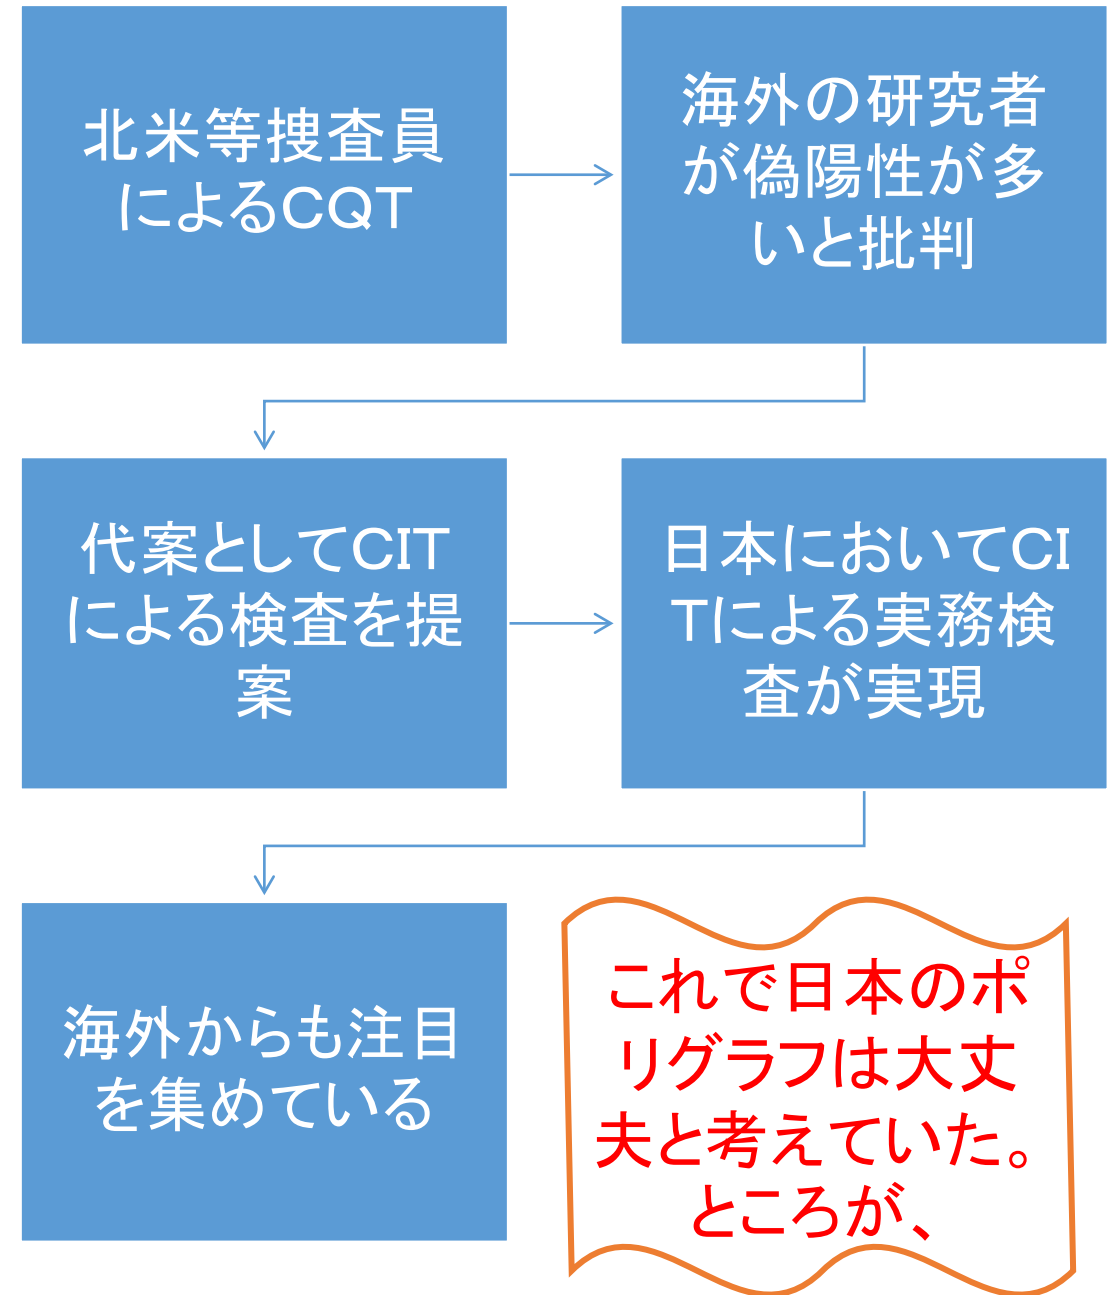 北米等捜査員
によるCQT
海外の研究者
が偽陽性が多
いと批判
代案としてCIT
による検査を提
案
日本においてCI
Tによる実務検
査が実現
海外からも注目
を集めている
これで日本のポ
リグラフは大丈
夫と考えていた。
ところが、